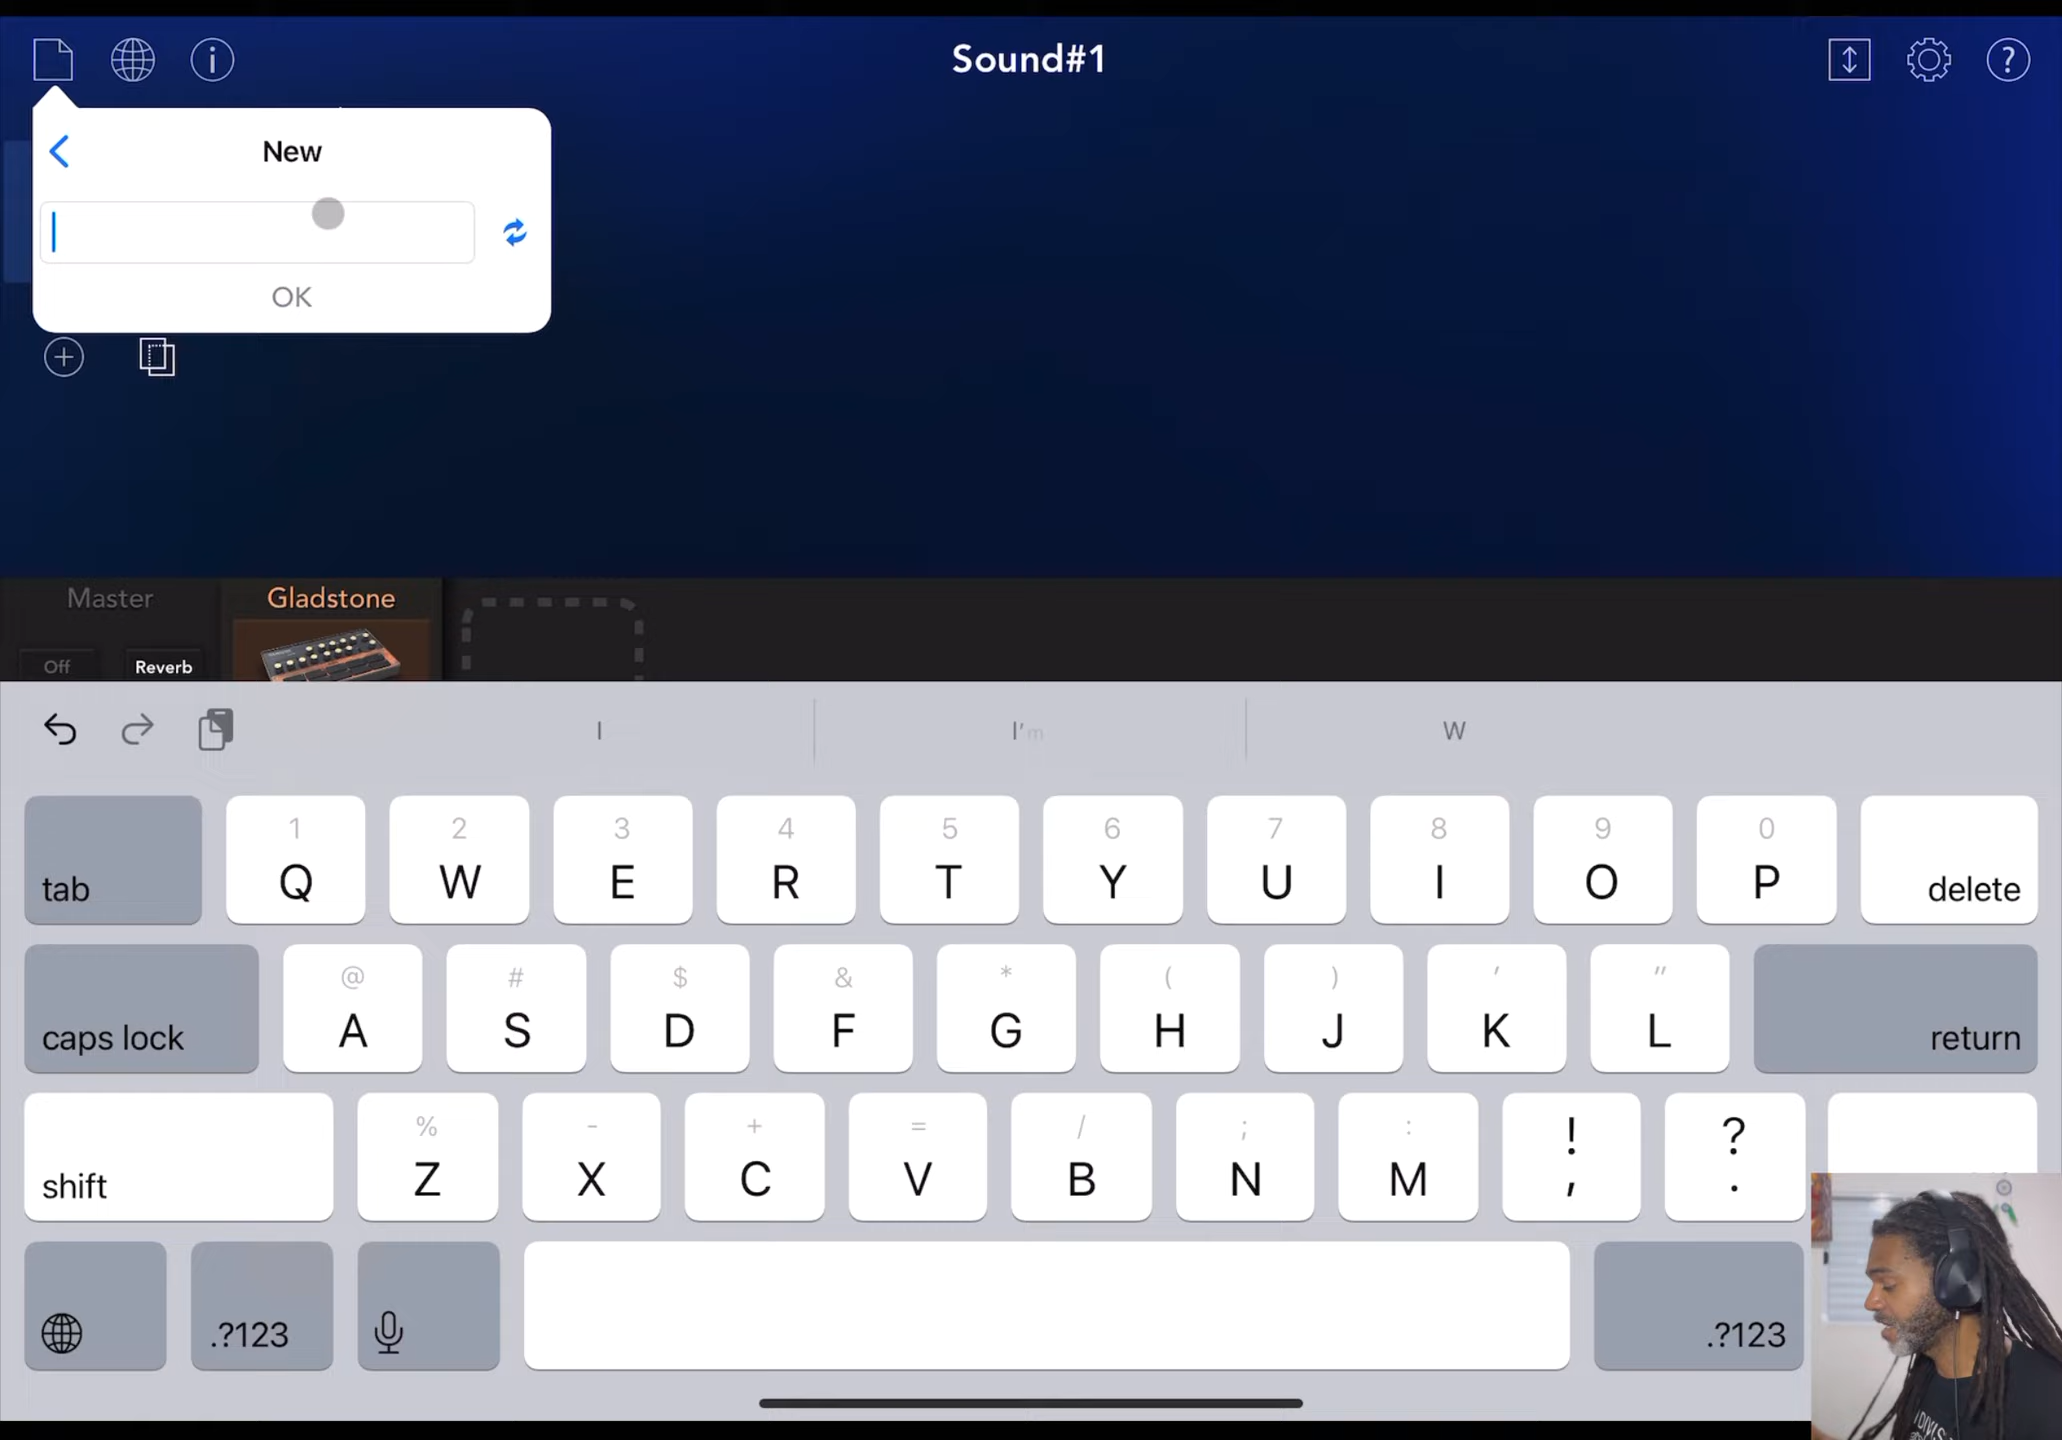 Sound#1
New
OK
Master
Gladstone
Off
Reverb
I
I'm
W
1 2 3 4 5 6 7 8 9 0
tab Q W E R T Y U I O P delete
@ # $ & * ( ) ' "
caps lock A S D F G H J K L return
% - + = / ; : ! ?
shift Z X C V B N M , .
.?123 .?123